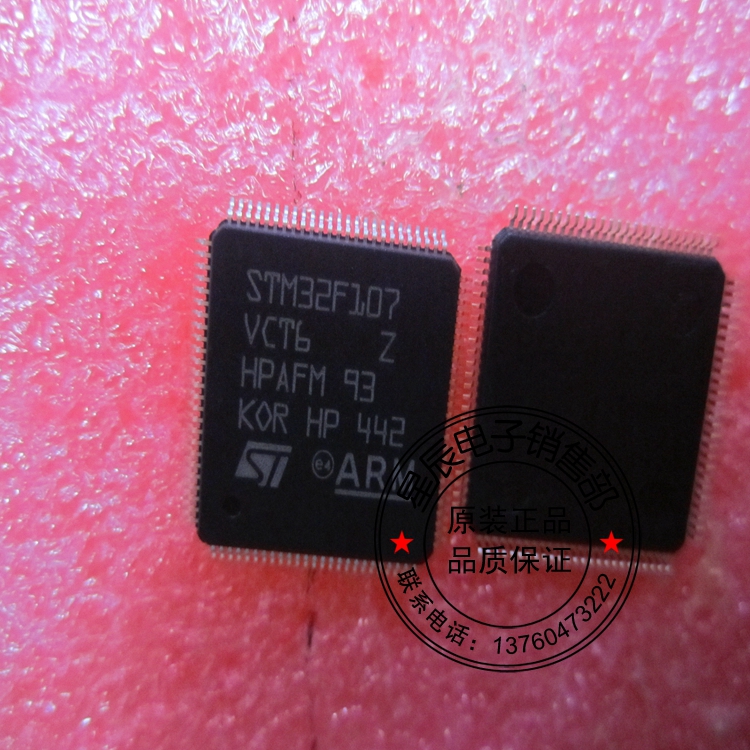 STM32F107
VCT6 Z
HPAFM 93
KOR HP 442
ST e4 ARM
星辰电子销售部
原装正品
品质保证
联系电话：13760473222